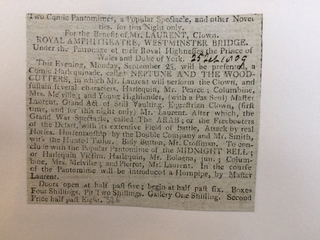 Two Comic Pantomimes, a Popular Spectacle, and other Novelties, for this Night only.
For the Benefit of Mr. LAURENT, Clown.
ROYAL AMPHITHEATRE, WESTMINSTER BRIDGE.
Under the Patronage of their Royal Highnesses the Prince of
Wales and Duke of York.
This Evening, Monday, September 25, will be presented, a
Comic Harlequinade, called NEPTUNE AND THE WOOD-
CUTTERS, in which Mr. Laurent will perform the Clown, and
sustain several characters. Harlequin, Mr. Pearce; Columbine,
Mrs. Melville; and Young Highlander, (with a Pas Seul) Master
Laurent. Grand Act of Still Vaulting. Equestrian Clown, (first
time, and for this night only) Mr. Laurent. After which, the
Grand War Spectacle, called The ARAB; or the Freebooters
of the Desart, with its extensive Field of Battle, Attack by real
Horses. Horsemanship by the Double Company and Mr. Smith,
with the Hunted Tailor. Billy Button, Mr. Crossman. To con-
clude with the Popular Pantomime of the MIDNIGHT BELL;
or Harlequin Harlequin, Mr. Bologna, jun.; Colum-
bine, Mrs. Melville; and Pierrot, Mr. Laurent. In the course
of the Pantomime will be introduced a Hornpipe, by Master
Laurent.
Doors open at half past five; begin at half past six. Boxes
Four Shillings. Pit Two Shillings. Gallery One Shilling. Second
Price half past Eight.